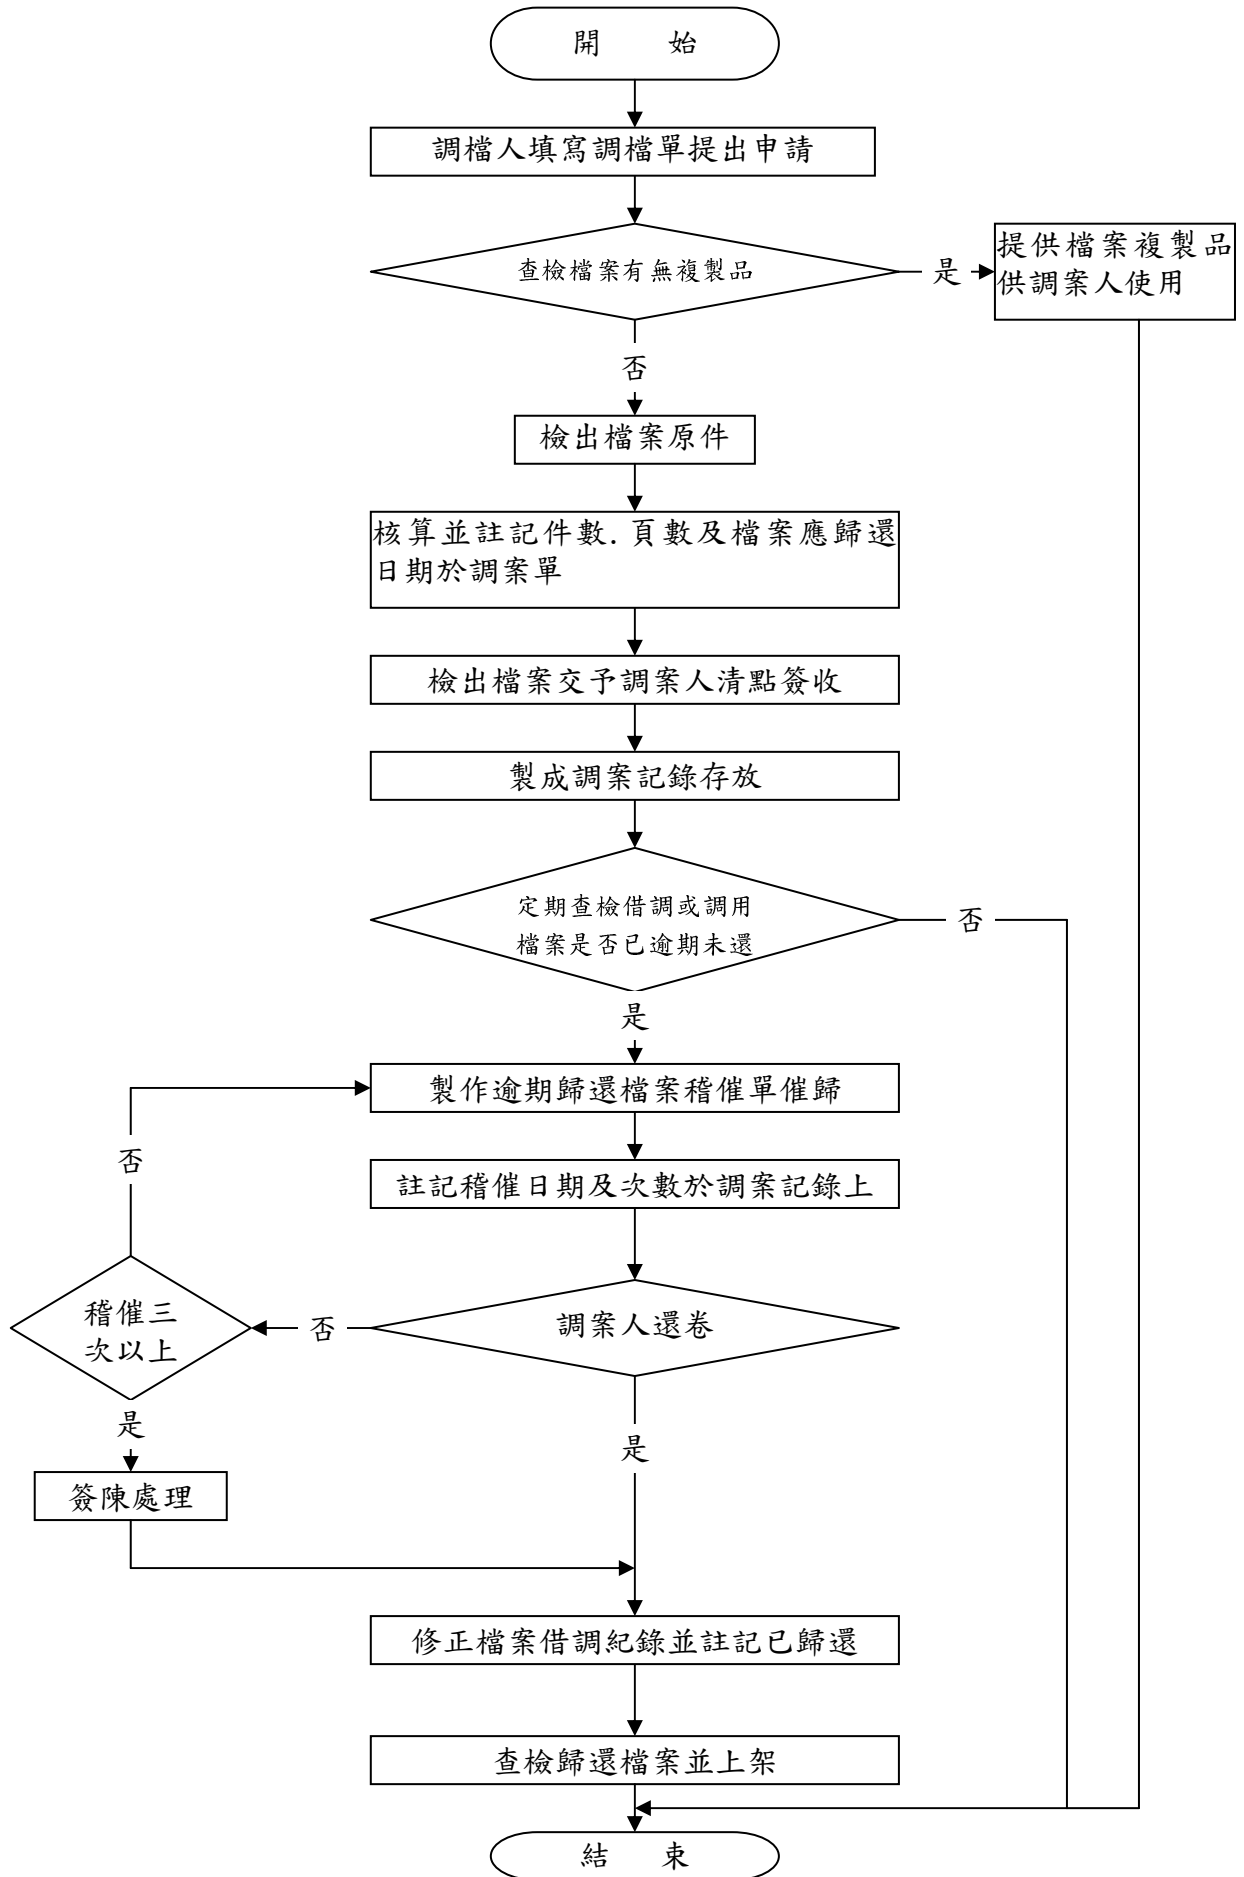 開 始
調檔人填寫調檔單提出申請
查檢檔案有無複製品
是
提供檔案複製品
供調案人使用
否
檢出檔案原件
核算並註記件數.頁數及檔案應歸還
日期於調案單
檢出檔案交予調案人清點簽收
製成調案記錄存放
定期查檢借調或調用
檔案是否已逾期未還
否
是
製作逾期歸還檔案稽催單催歸
否
註記稽催日期及次數於調案記錄上
稽催三
次以上
否
調案人還卷
是
是
簽陳處理
修正檔案借調紀錄並註記已歸還
查檢歸還檔案並上架
結 束